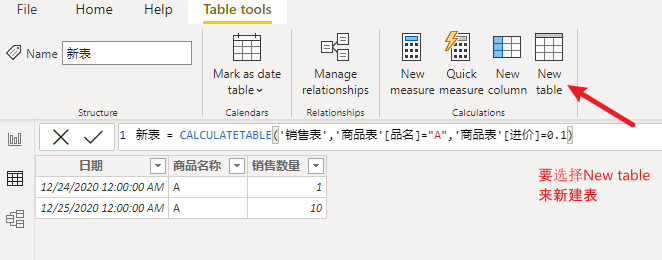 File Home Help Table tools
Name 新表
Mark as date
table
Manage
relationships
New
measure
Quick
measure
New
column
New
table
Structure Calendars Relationships Calculations
1 新表 = CALCULATETABLE('销售表','商品表'[品名]="A",'商品表'[进价]=0.1)
日期 商品名称 销售数量
12/24/2020 12:00:00 AM A 1
12/25/2020 12:00:00 AM A 10
要选择New table
来新建表